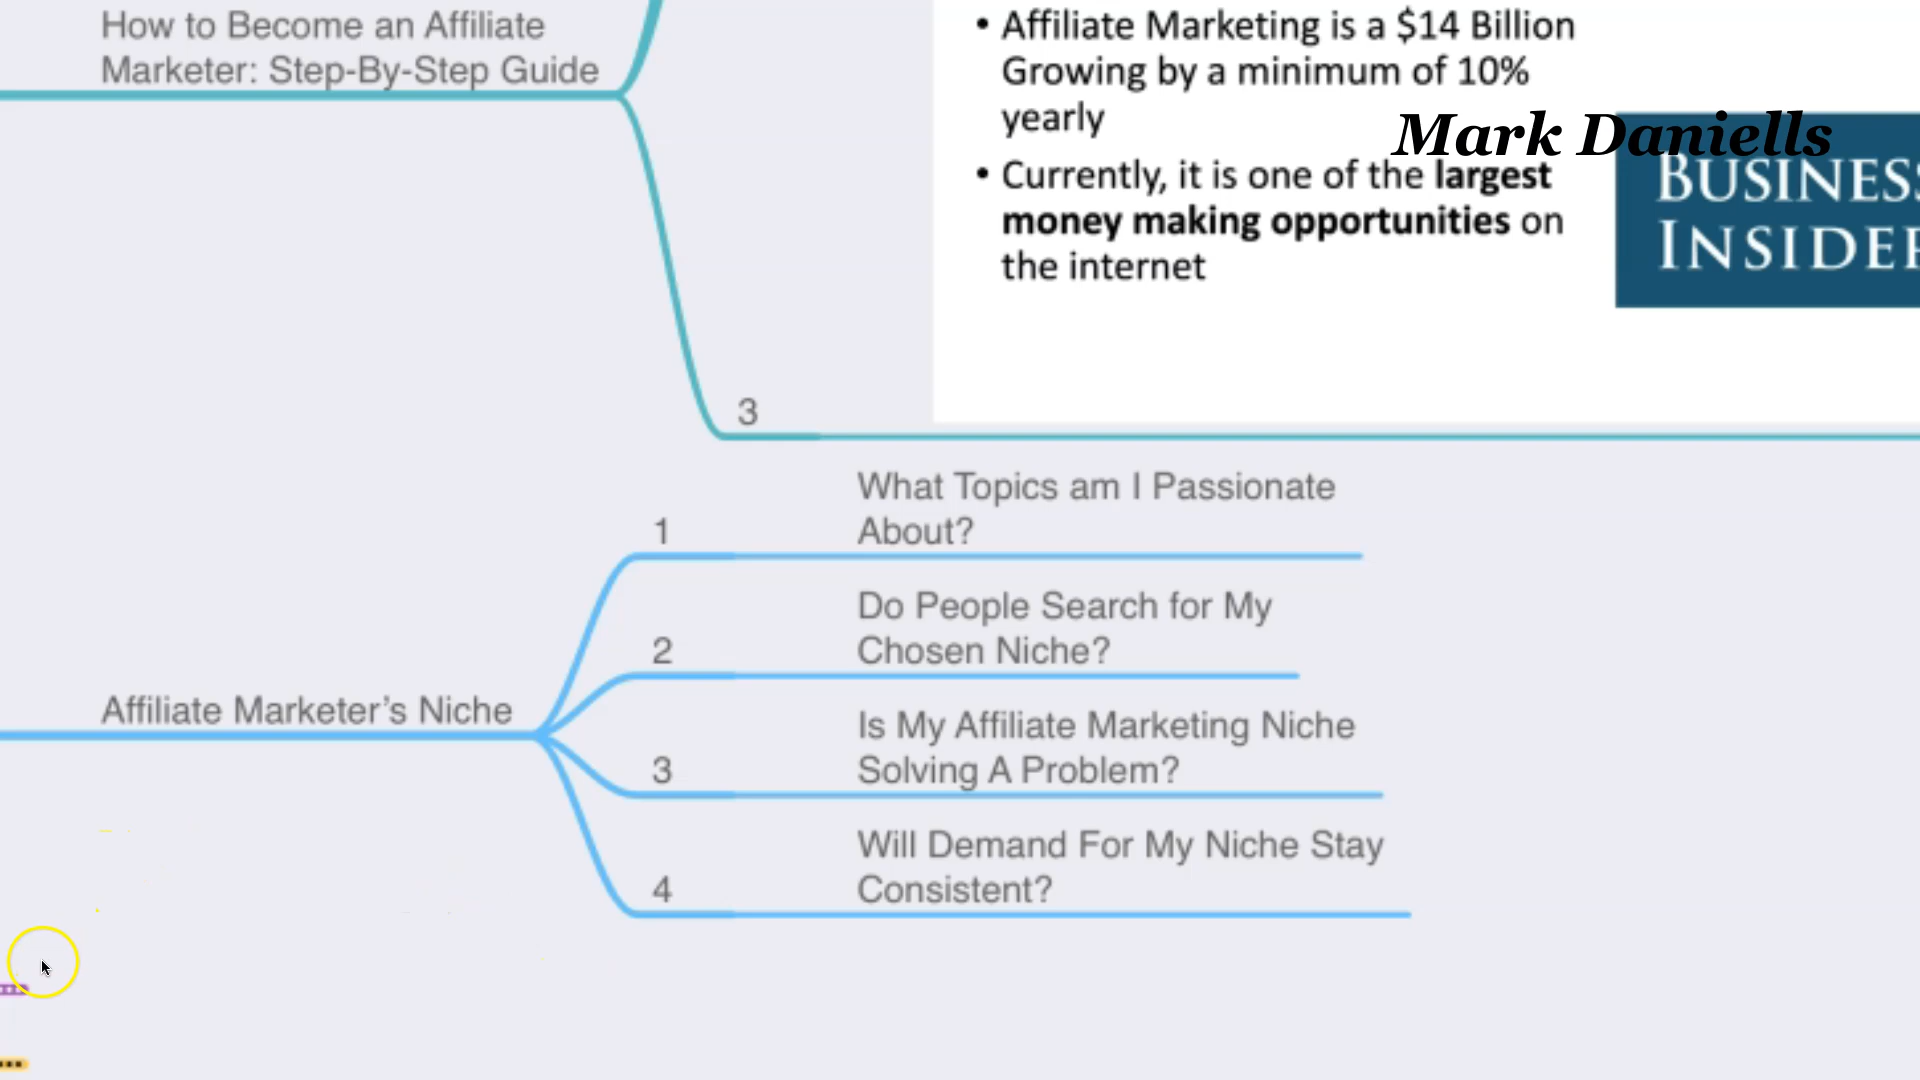 How to Become an Affiliate
Marketer: Step-By-Step Guide
• Affiliate Marketing is a $14 Billion
Growing by a minimum of 10%
yearly
Mark Daniells
• Currently, it is one of the largest
money making opportunities on
the internet
BUSINESS
INSIDER
3
1
What Topics am I Passionate
About?
2
Do People Search for My
Chosen Niche?
Affiliate Marketer’s Niche
3
Is My Affiliate Marketing Niche
Solving A Problem?
4
Will Demand For My Niche Stay
Consistent?